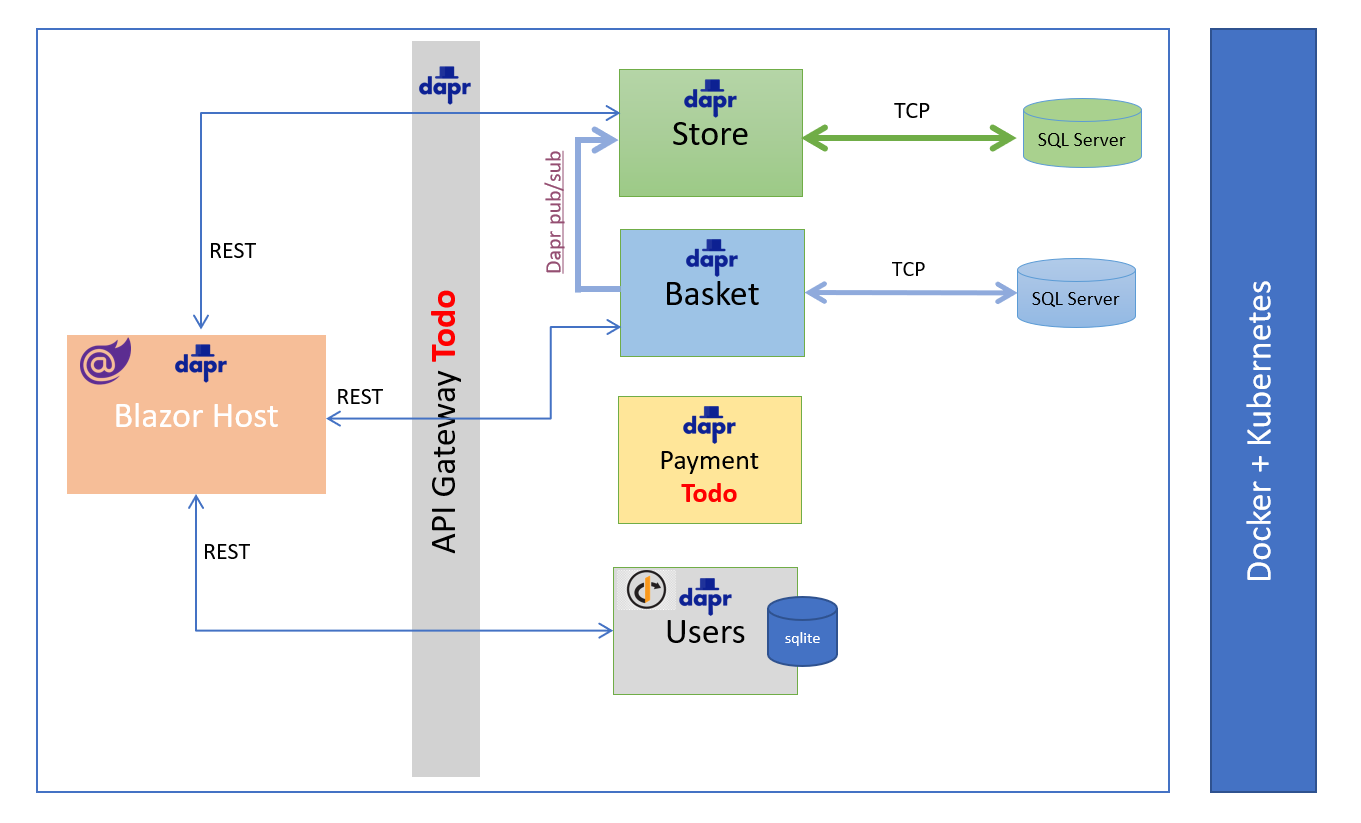 dapr
dapr
Store
TCP
SQL Server
Dapr pub/sub
REST
dapr
Basket
TCP
SQL Server
API Gateway Todo
dapr
Blazor Host
REST
dapr
Payment
Todo
REST
dapr
Users
sqlite
Docker + Kubernetes